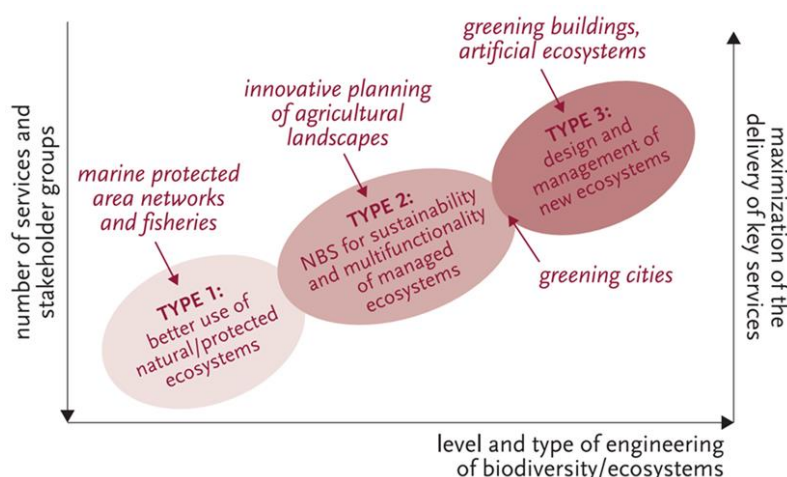 greening buildings,
artificial ecosystems
innovative planning
of agricultural
landscapes
marine protected
area networks
and fisheries
TYPE 3:
design and
management of
new ecosystems
TYPE 2:
NBS for sustainability
and multifunctionality
of managed
ecosystems
TYPE 1:
better use of
natural/protected
ecosystems
greening cities
number of services and
stakeholder groups
maximization of the
delivery of key services
level and type of engineering
of biodiversity/ecosystems